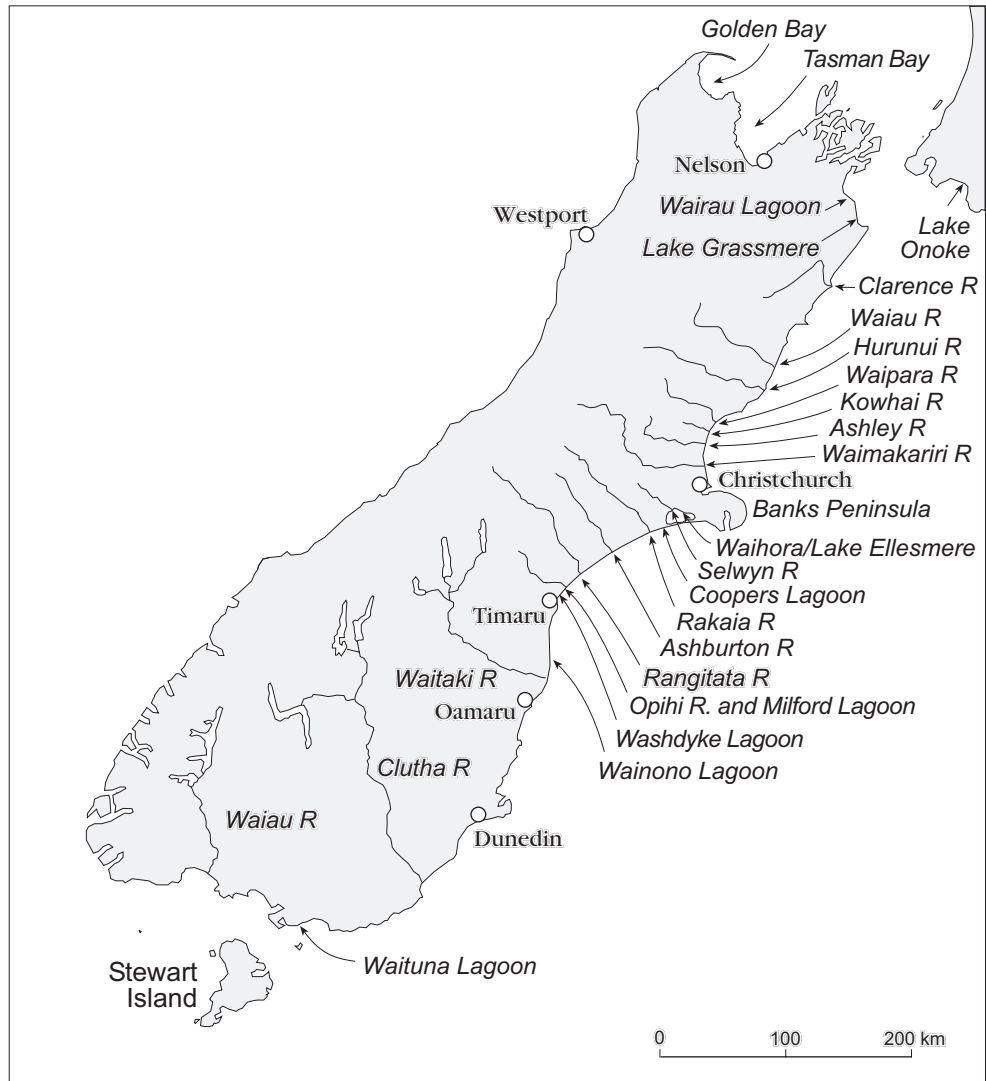 Golden Bay
Tasman Bay
Nelson
Westport
Wairau Lagoon
Lake
Onoke
Lake Grassmere
Clarence R
Waiau R
Hurunui R
Waipara R
Kowhai R
Ashley R
Waimakariri R
Christchurch
Banks Peninsula
Waihora/Lake Ellesmere
Selwyn R
Coopers Lagoon
Timaru
Rakaia R
Ashburton R
Waitaki R
Rangitata R
Oamaru
Opihi R. and Milford Lagoon
Washdyke Lagoon
Clutha R
Wainono Lagoon
Waiau R
Dunedin
Waituna Lagoon
Stewart
Island
0 100 200 km